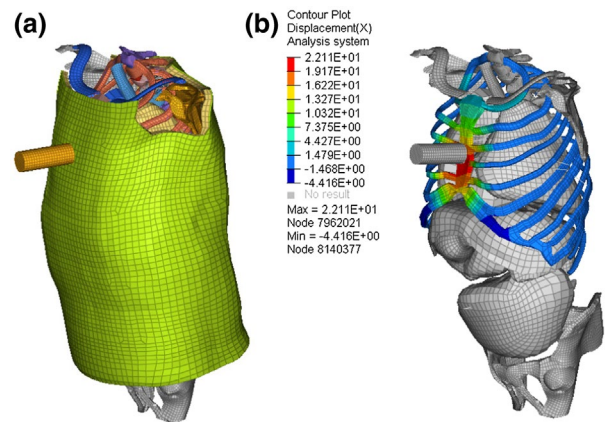 (a)
(b)
Contour Plot
Displacement(X)
Analysis system
2.211E+01
1.917E+01
1.622E+01
1.327E+01
1.032E+01
7.375E+00
4.427E+00
1.479E+00
-1.468E+00
-4.416E+00
No result
Max = 2.211E+01
Node 7962021
Min = -4.416E+00
Node 8140377